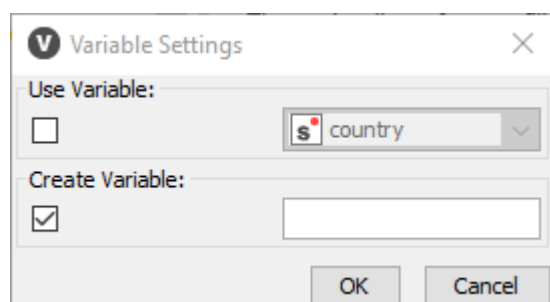 V Variable Settings
Use Variable:
s country
Create Variable:
OK Cancel